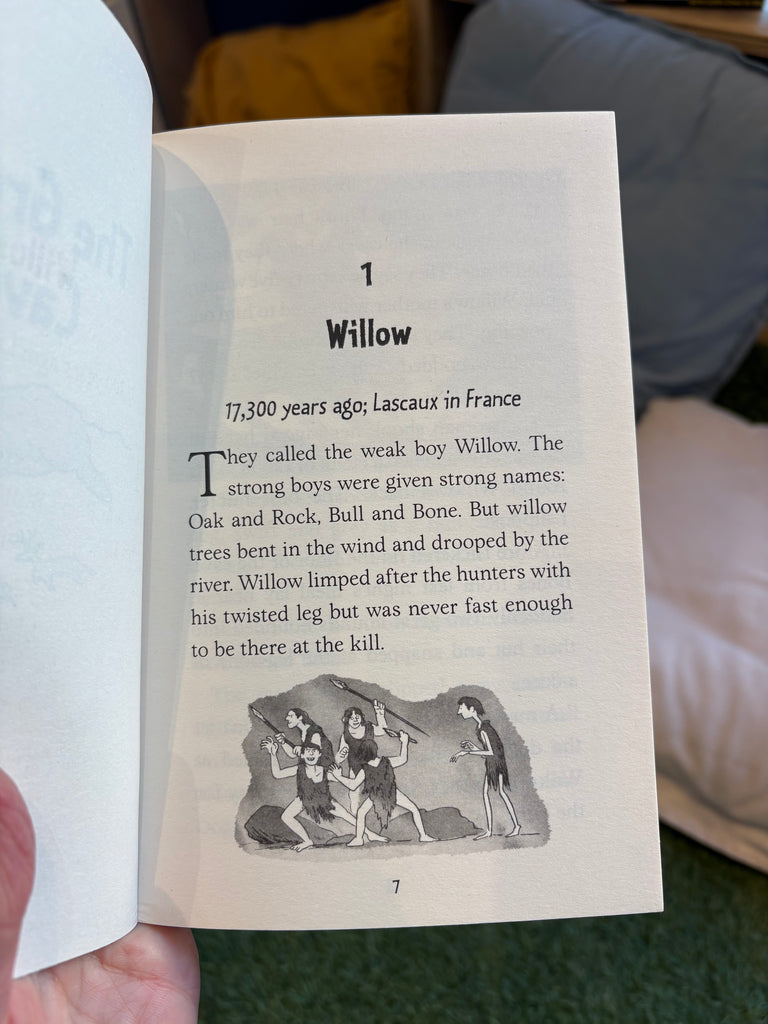 1
Willow
17,300 years ago; Lascaux in France
They called the weak boy Willow. The
strong boys were given strong names:
Oak and Rock, Bull and Bone. But willow
trees bent in the wind and drooped by the
river. Willow limped after the hunters with
his twisted leg but was never fast enough
to be there at the kill.
7